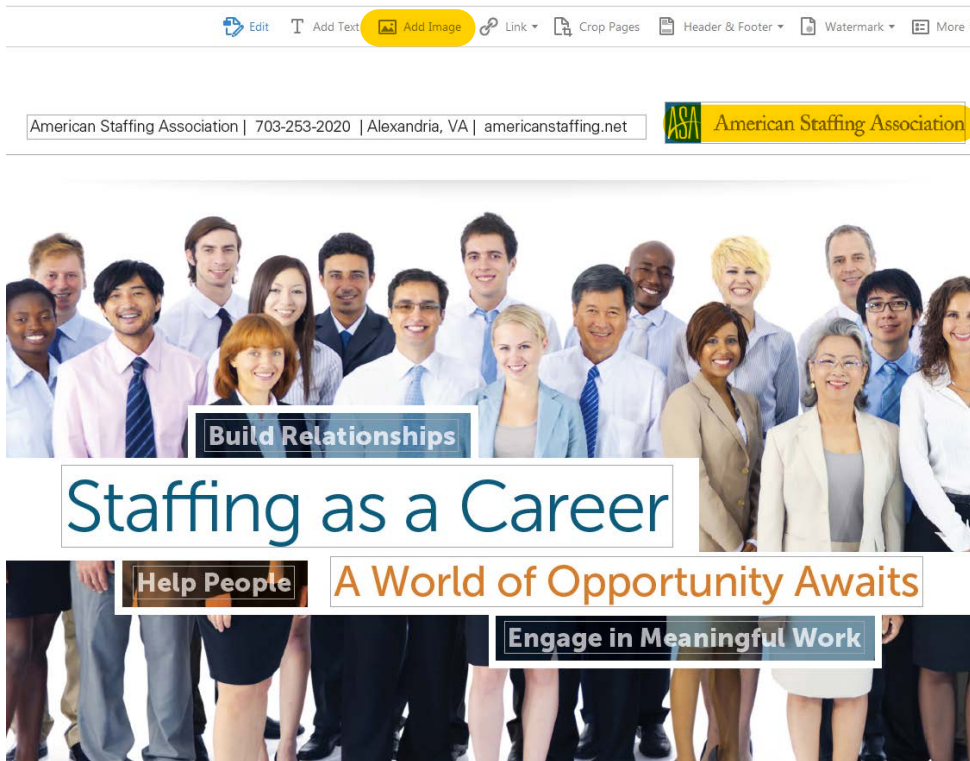 Edit Add Text Add Image Link Crop Pages Header & Footer Watermark More
American Staffing Association | 703-253-2020 | Alexandria, VA | americanstaffing.net
ASA American Staffing Association
Build Relationships
Staffing as a Career
Help People
A World of Opportunity Awaits
Engage in Meaningful Work